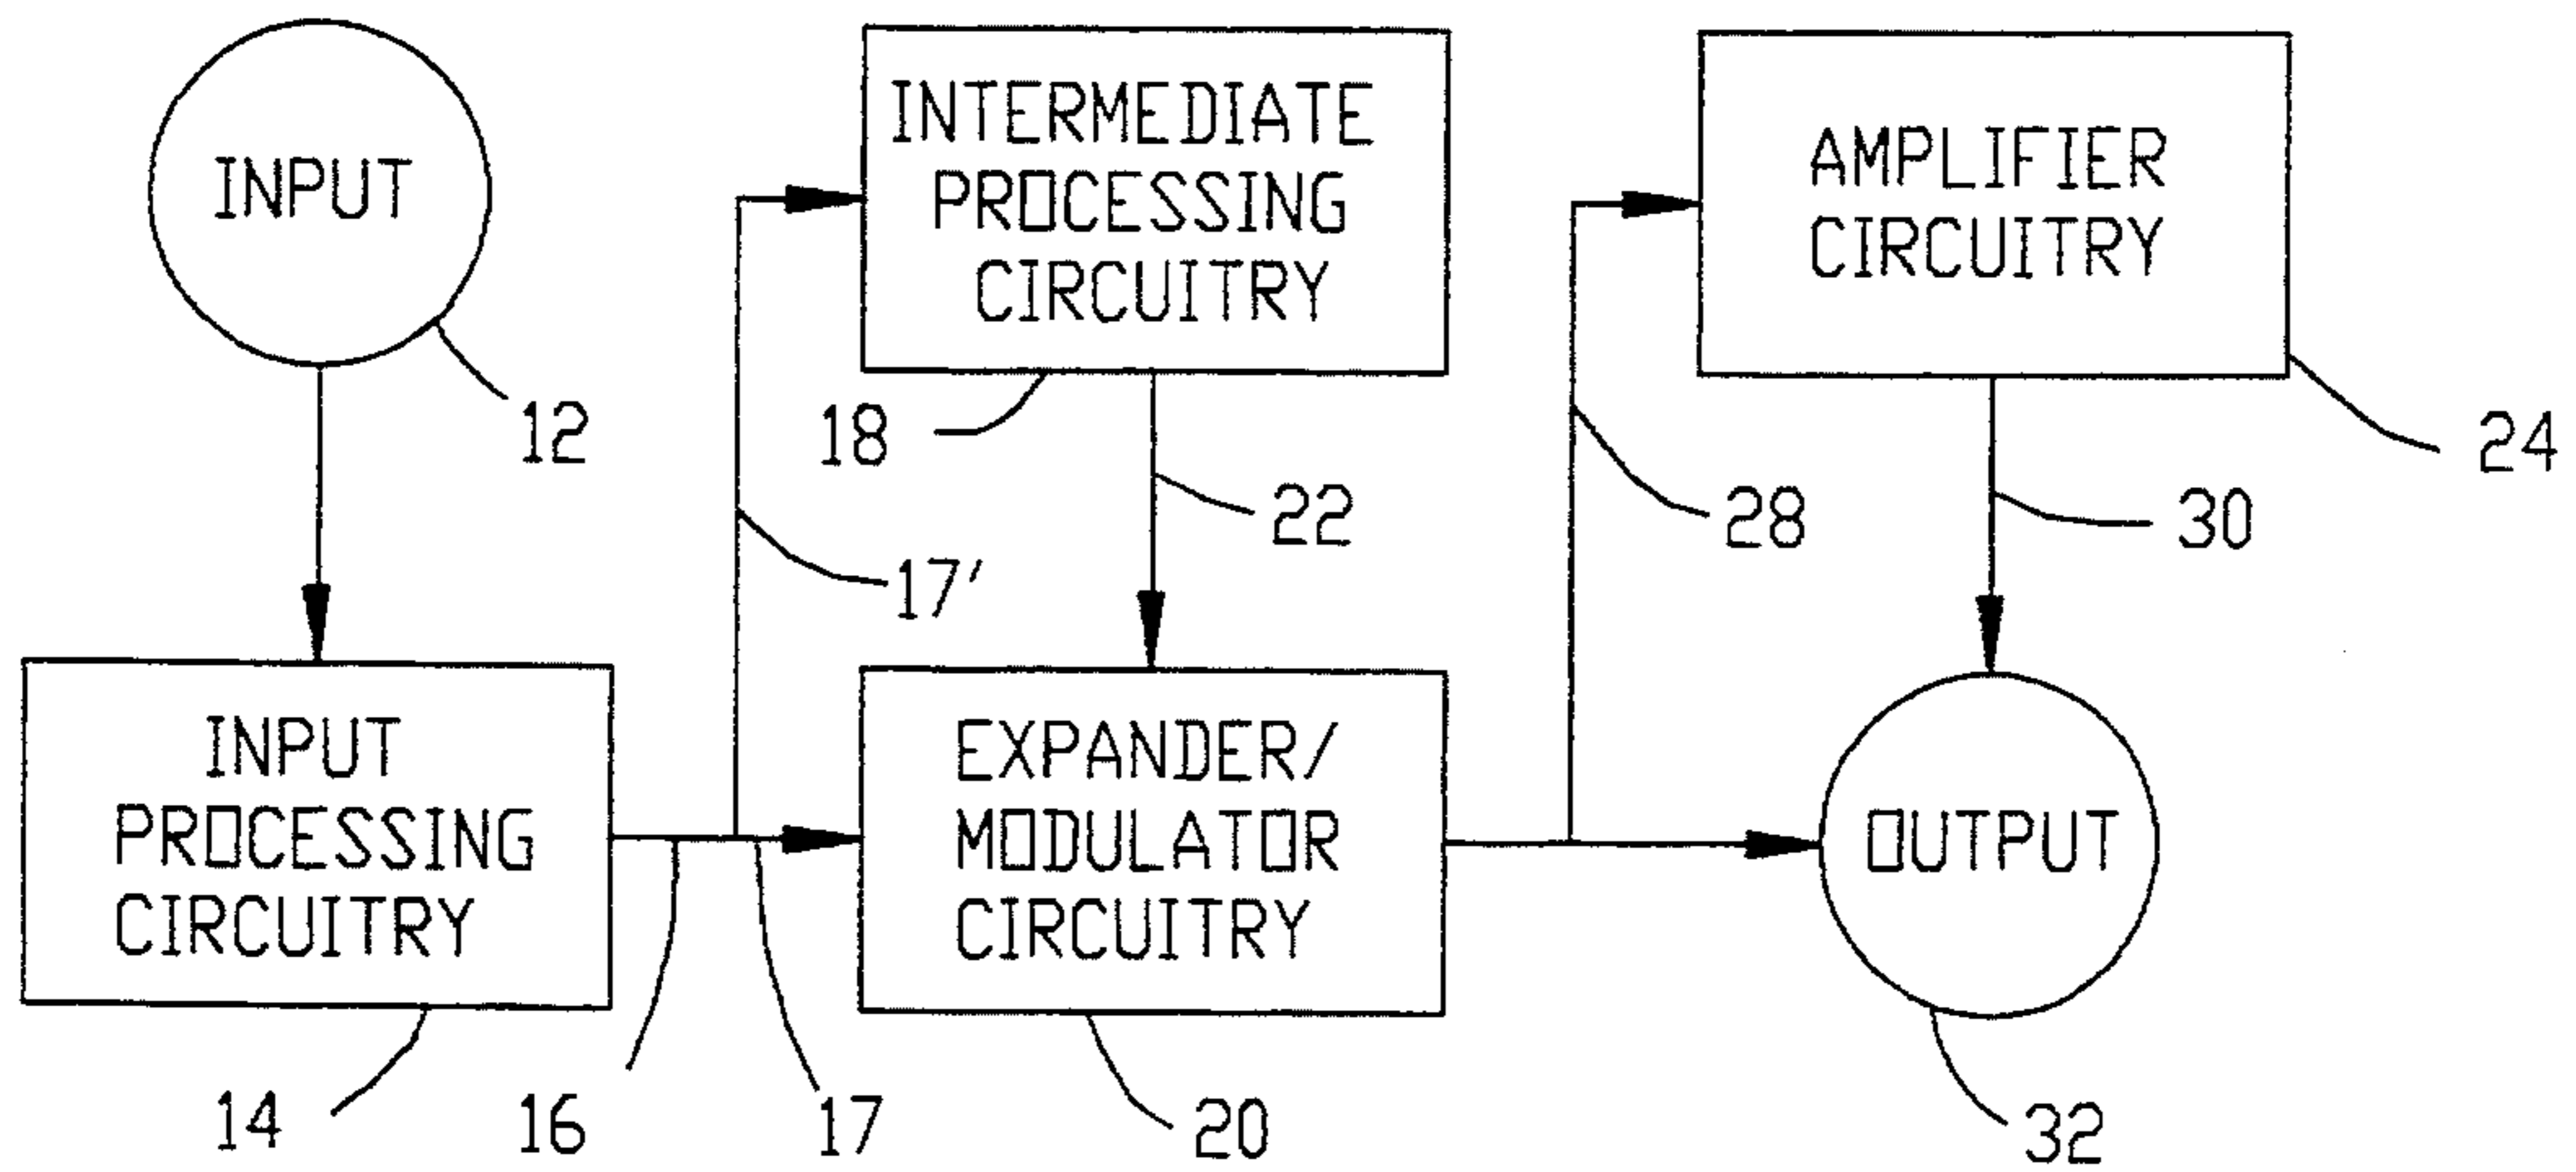 INPUT
12
INPUT
PROCESSING
CIRCUITRY
14
16
17
17'
INTERMEDIATE
PROCESSING
CIRCUITRY
18
22
EXPANDER/
MODULATOR
CIRCUITRY
20
28
AMPLIFIER
CIRCUITRY
24
30
OUTPUT
32